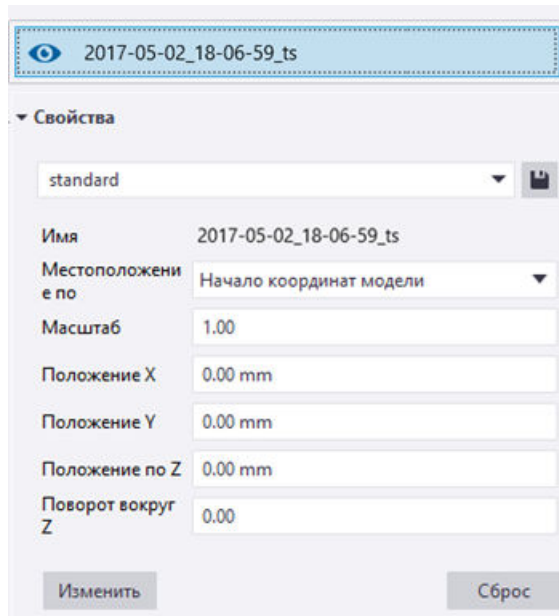 2017-05-02_18-06-59_ts
Свойства
standard
Имя 2017-05-02_18-06-59_ts
Местоположени
е по Начало координат модели
Масштаб 1.00
Положение X 0.00 mm
Положение Y 0.00 mm
Положение по Z 0.00 mm
Поворот вокруг
Z 0.00
Изменить Сброс